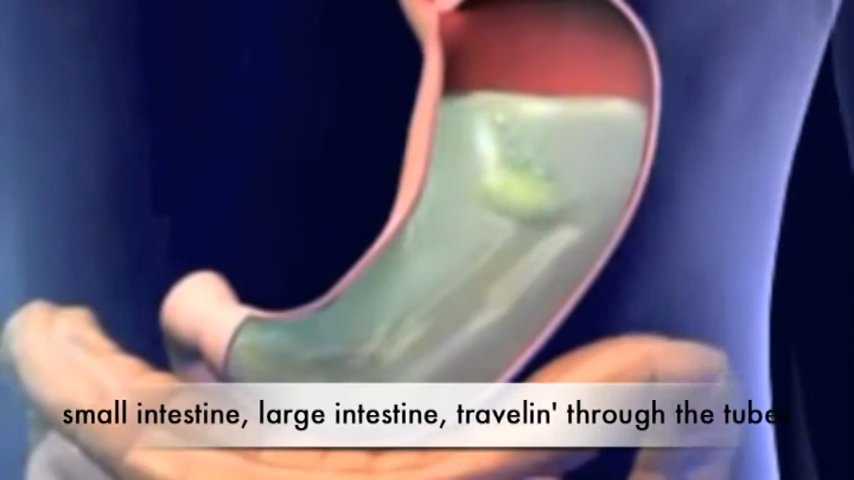 small intestine, large intestine, travelin' through the tubes